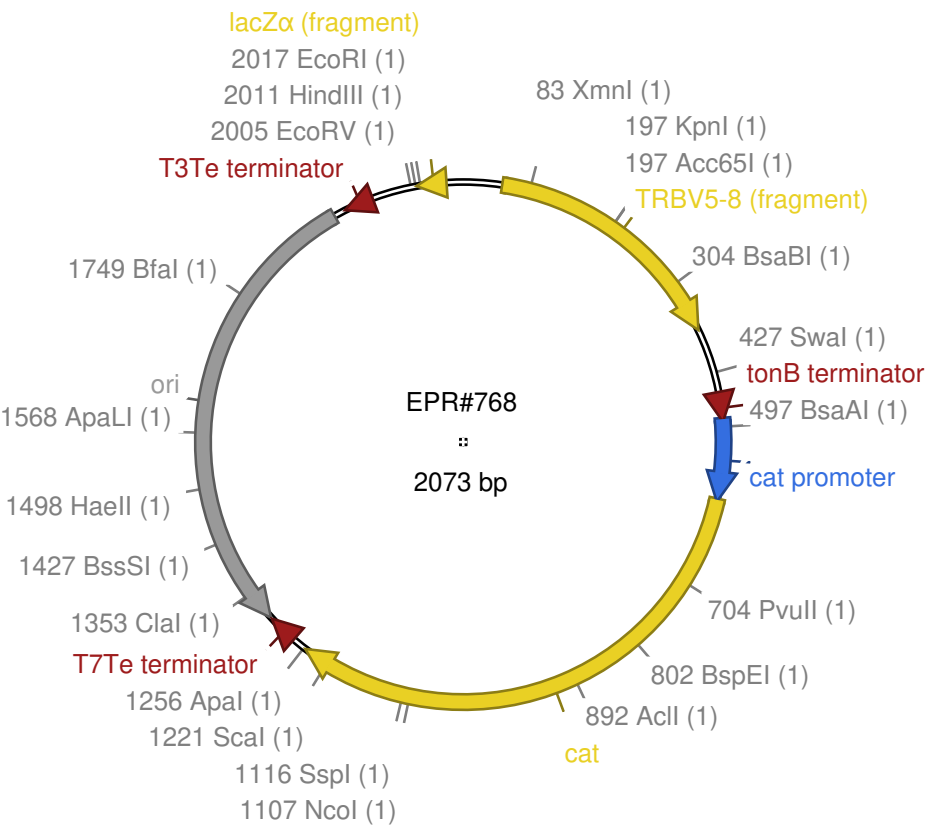 lacZα (fragment)
2017 EcoRI (1)
2011 HindIII (1)
2005 EcoRV (1)
T3Te terminator
83 XmnI (1)
197 KpnI (1)
197 Acc65I (1)
TRBV5-8 (fragment)
304 BsaBI (1)
427 SwaI (1)
tonB terminator
497 BsaAI (1)
cat promoter
704 PvuII (1)
802 BspEI (1)
892 AclI (1)
cat
1107 NcoI (1)
1116 SspI (1)
1221 ScaI (1)
1256 ApaI (1)
T7Te terminator
1353 ClaI (1)
1427 BssSI (1)
1498 HaeII (1)
1568 ApaLI (1)
ori
1749 BfaI (1)
EPR#768
2073 bp